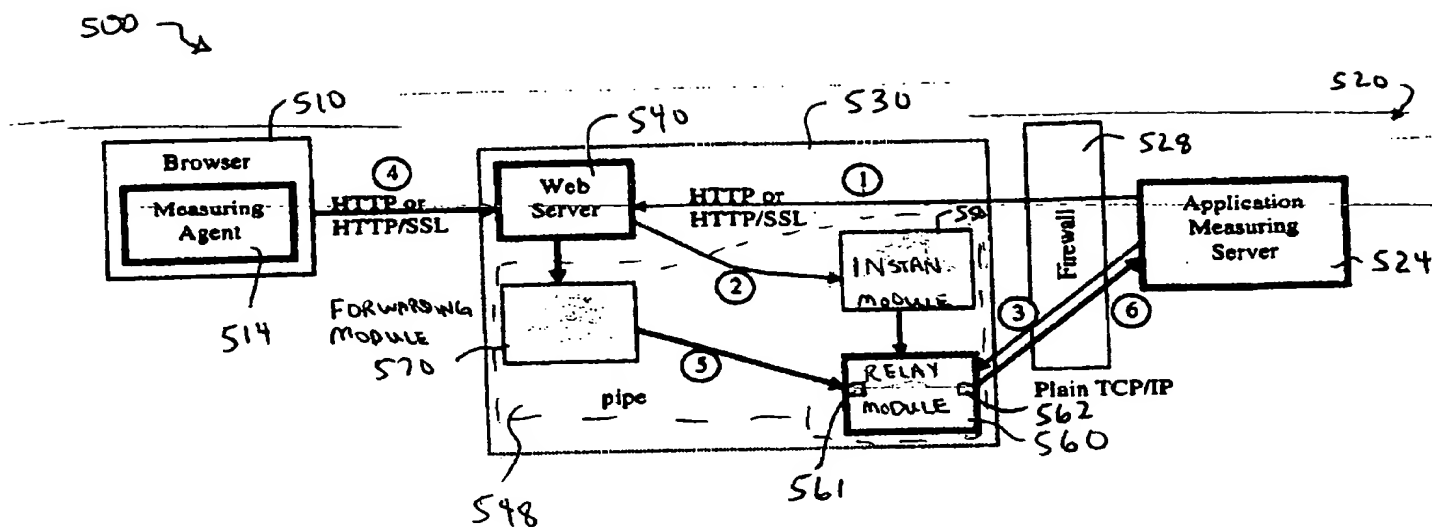 500
510
540
530
520
528
Browser
Measuring
Agent
514
④
HTTP or
HTTP/SSL
Web
Server
①
HTTP or
HTTP/SSL
58
Firewall
Application
Measuring
Server
524
②
INSTAN
MODULE
FORWARDING
MODULE
570
⑤
③
⑥
RELAY
MODULE
pipe
Plain TCP/IP
562
560
561
548